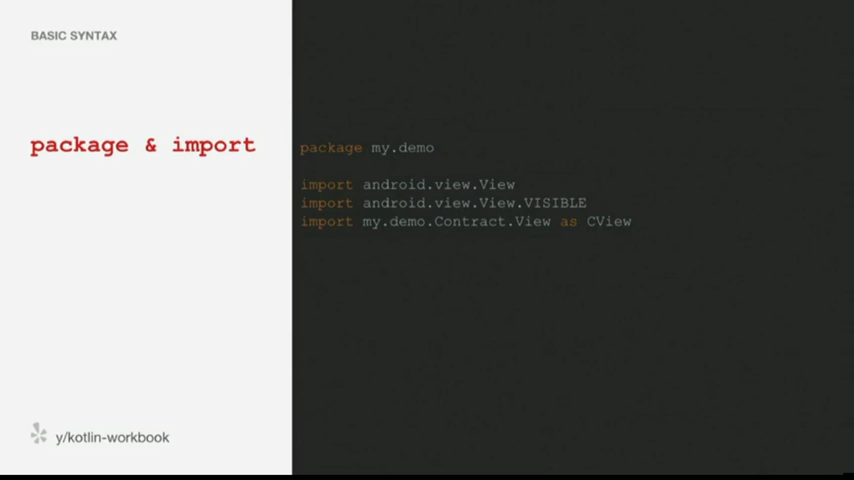 BASIC SYNTAX
package & import
package my.demo
import android.view.View
import android.view.View.VISIBLE
import my.demo.Contract.View as CView
y/kotlin-workbook